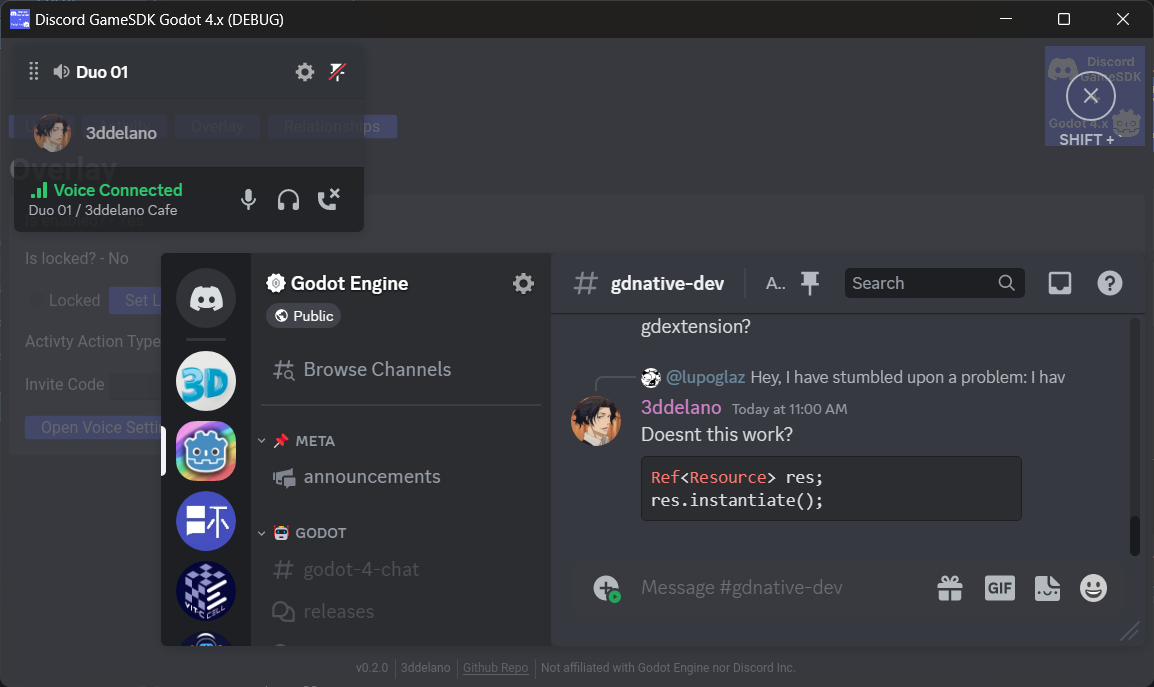 Discord GameSDK Godot 4.x (DEBUG)
Duo 01
Discord
GameSDK
Godot 4.x
SHIFT + `
Overlay
Relationships
3ddelano
Overlay
Voice Connected
Duo 01 / 3ddelano Cafe
Is locked? - No
Locked
Set L
Activty Action Type
Invite Code
Open Voice Setti
Godot Engine
Public
Browse Channels
META
announcements
GODOT
godot-4-chat
releases
3D
VIT-C CELL
gdnative-dev
A..
Search
gdextension?
@lupoglaz Hey, I have stumbled upon a problem: I hav
3ddelano Today at 11:00 AM
Doesnt this work?
Ref<Resource> res;
res.instantiate();
Message #gdnative-dev
GIF
v0.2.0
3ddelano
Github Repo
Not affiliated with Godot Engine nor Discord Inc.